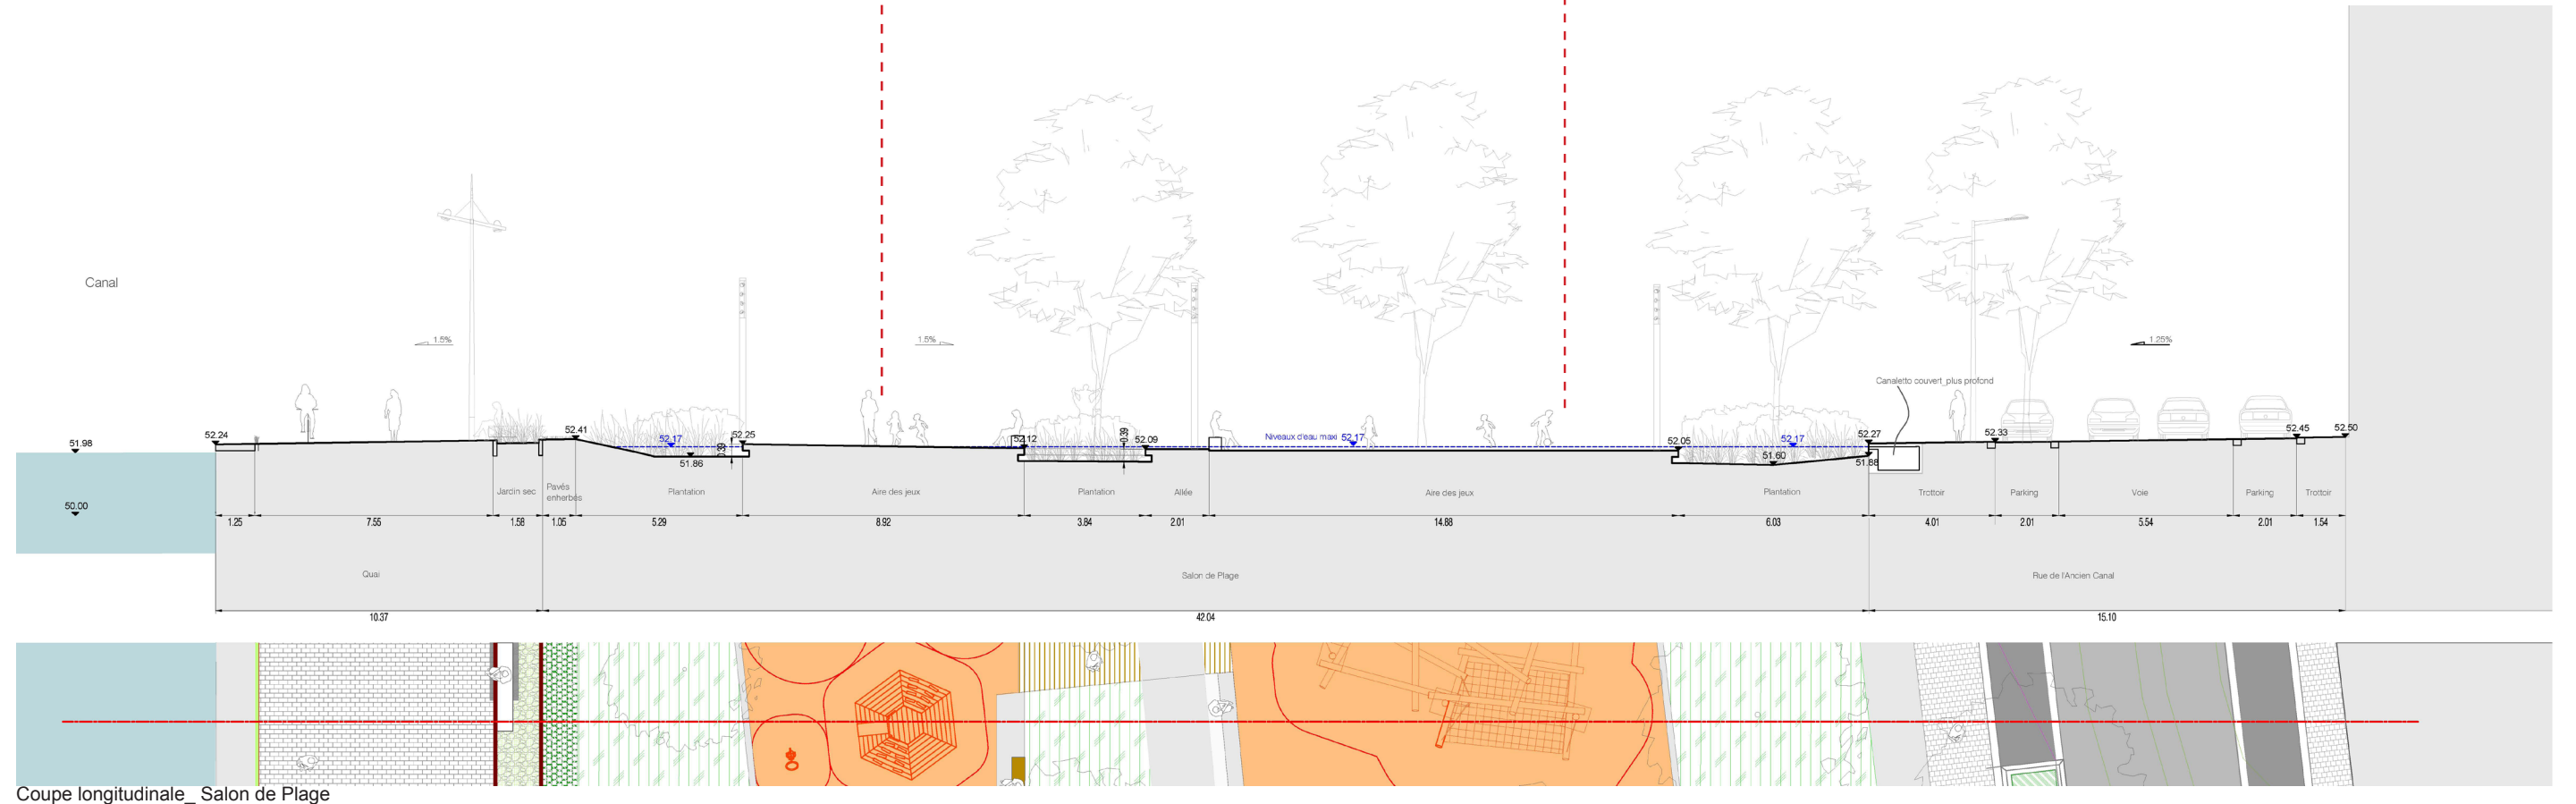 Canal
1.5%
1.5%
1.25%
Canaletto couvert_plus profond
51.98
50.00
52.24
52.41
52.17
52.25
0.39
51.86
52.12
0.39
52.09
Niveaux d'eau maxi 52.17
52.05
52.17
51.60
52.27
51.88
52.33
52.45
52.50
Jardin sec
Pavés
enherbés
Plantation
Aire des jeux
Plantation
Allée
Aire des jeux
Plantation
Trottoir
Parking
Voie
Parking
Trottoir
1.25
7.55
1.58
1.05
5.29
8.92
3.84
2.01
14.88
6.03
4.01
2.01
5.54
2.01
1.54
Quai
Salon de Plage
Rue de l'Ancien Canal
10.37
42.04
15.10
Coupe longitudinale_ Salon de Plage